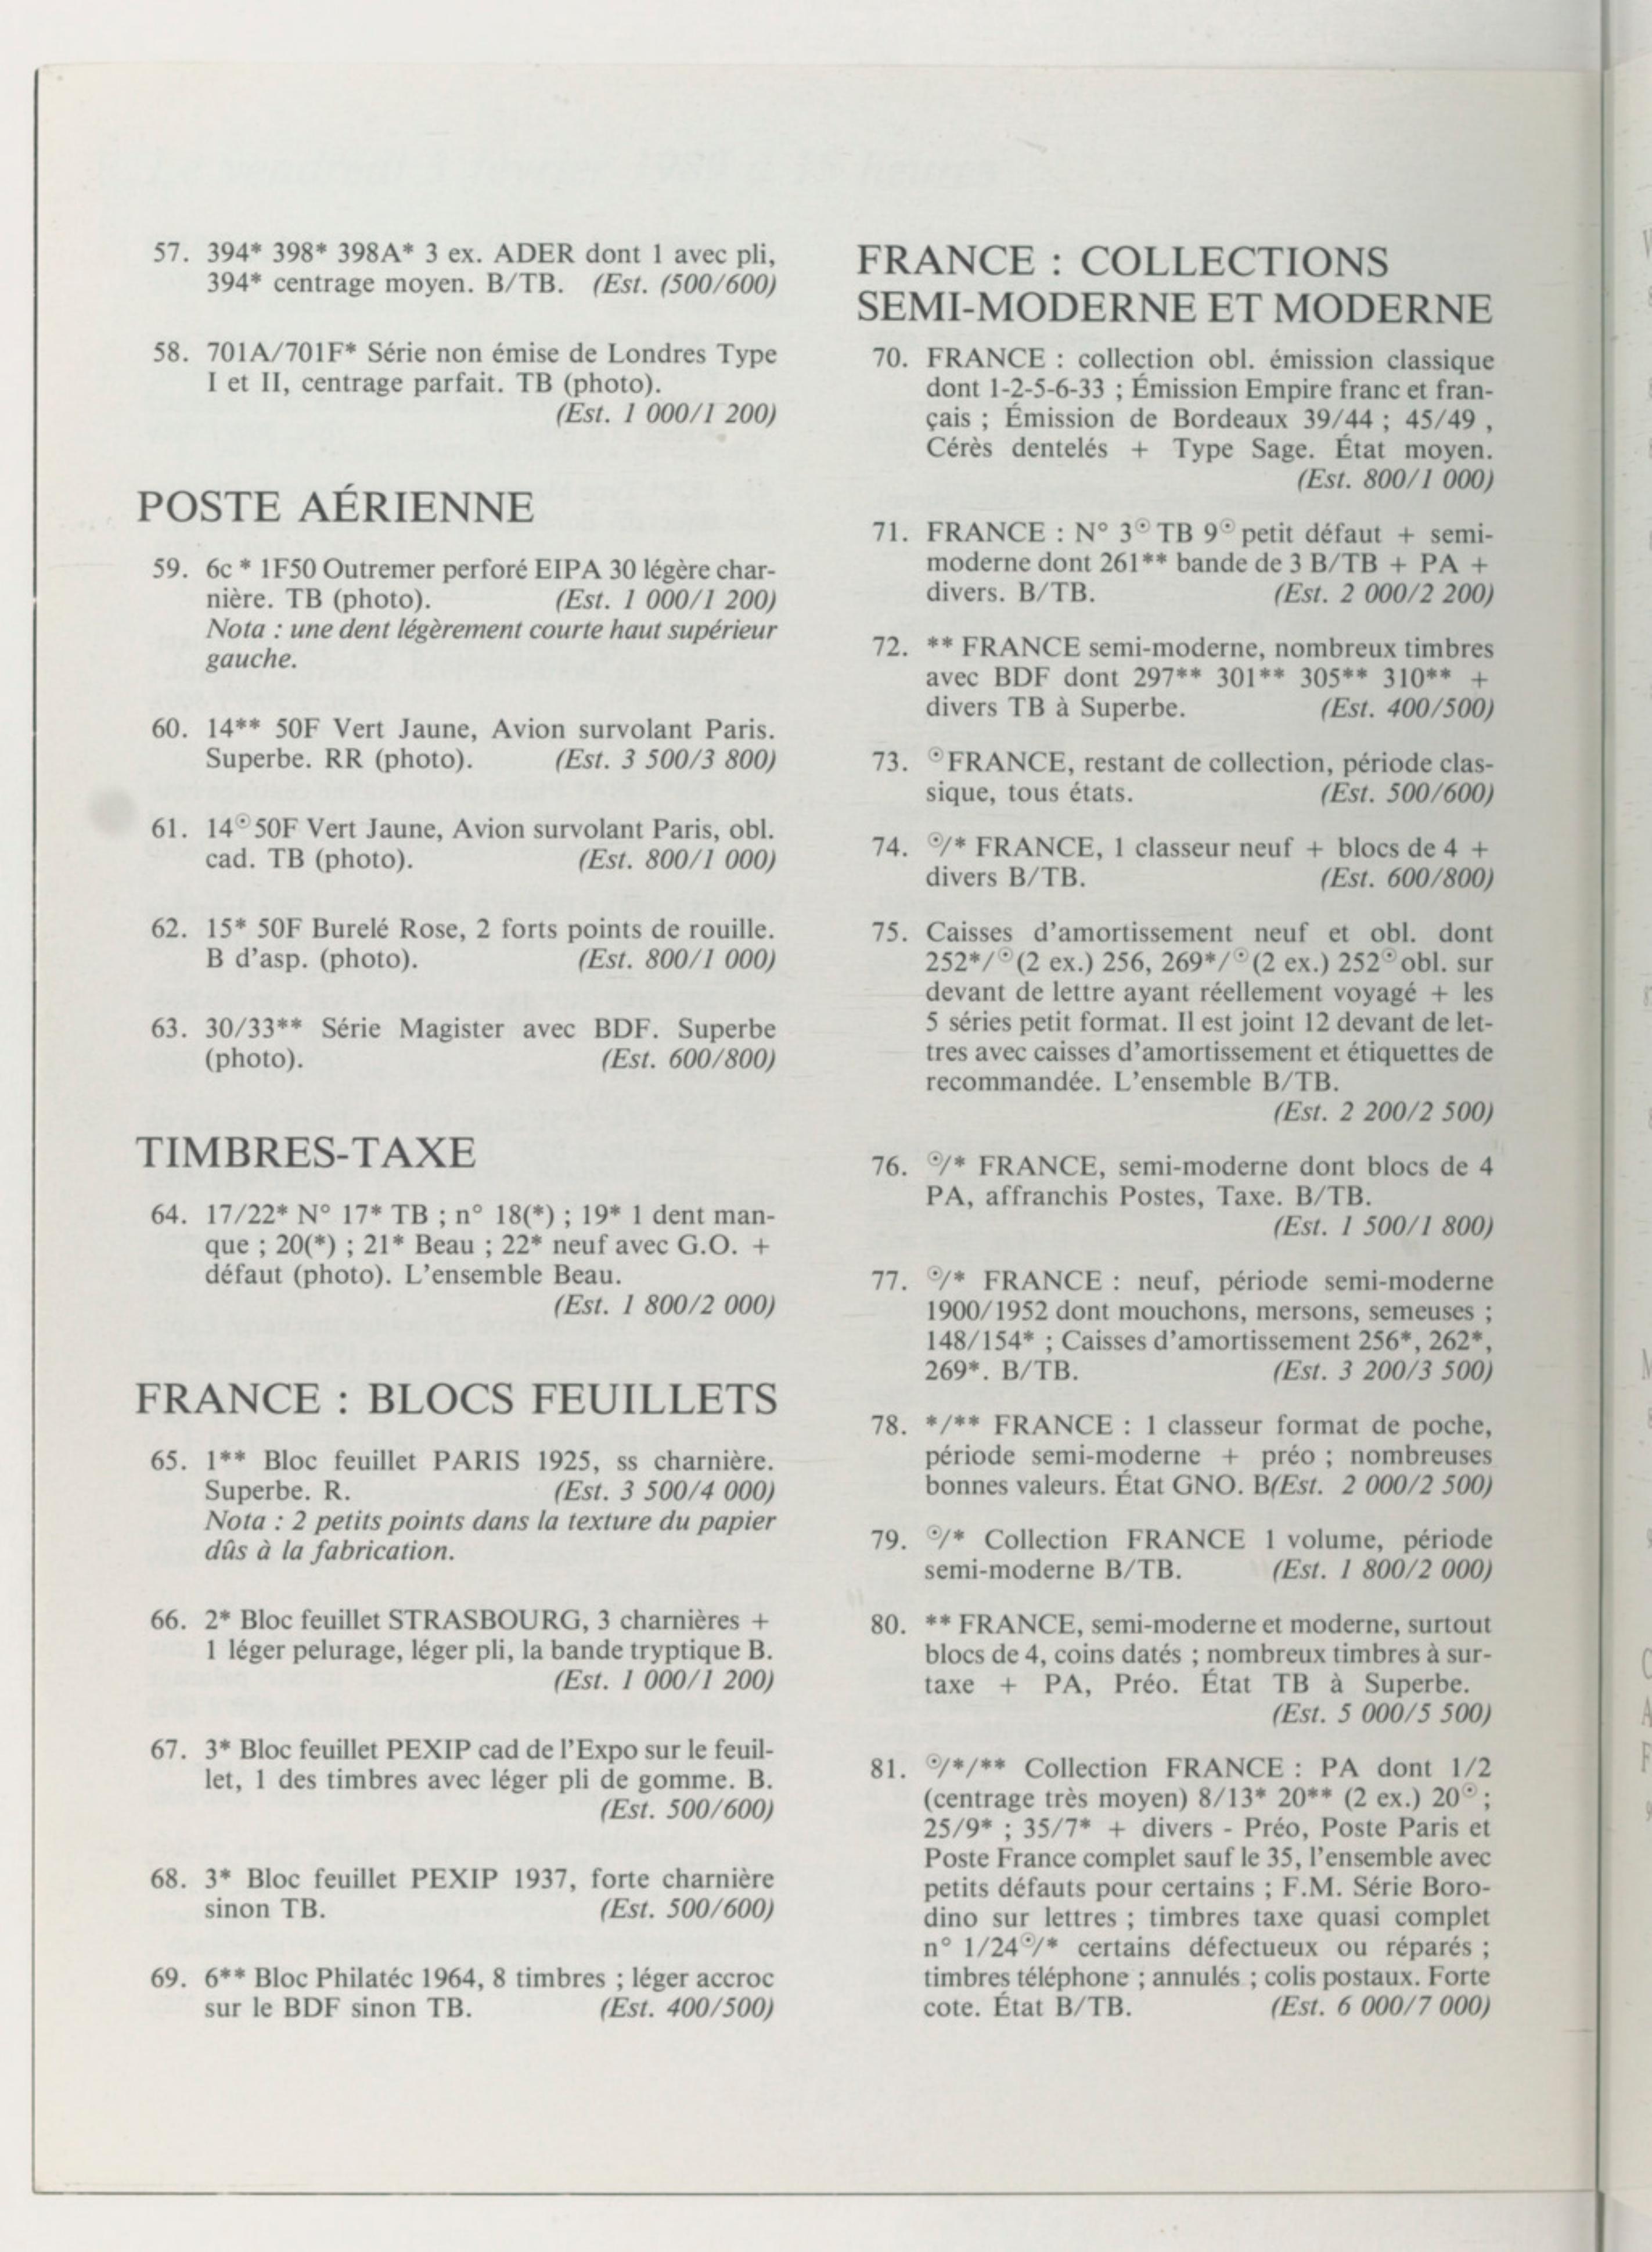 57. 394* 398* 398A* 3 ex. ADER dont 1 avec pli,
394* centrage moyen. B/TB. (Est. (500/600)
58. 701A/701F* Série non émise de Londres Type
I et II, centrage parfait. TB (photo).
(Est. 1 000/1 200)
POSTE AÉRIENNE
59. 6c * 1F50 Outremer perforé EIPA 30 légère char-
nière. TB (photo). (Est. 1 000/1 200)
Nota : une dent légèrement courte haut supérieur
gauche.
60. 14** 50F Vert Jaune, Avion survolant Paris.
Superbe. RR (photo). (Est. 3 500/3 800)
61. 14☉ 50F Vert Jaune, Avion survolant Paris, obl.
cad. TB (photo). (Est. 800/1 000)
62. 15* 50F Burelé Rose, 2 forts points de rouille.
B d'asp. (photo). (Est. 800/1 000)
63. 30/33** Série Magister avec BDF. Superbe
(photo). (Est. 600/800)
TIMBRES-TAXE
64. 17/22* N° 17* TB ; n° 18(*) ; 19* 1 dent man-
que ; 20(*) ; 21* Beau ; 22* neuf avec G.O. +
défaut (photo). L'ensemble Beau.
(Est. 1 800/2 000)
FRANCE : BLOCS FEUILLETS
65. 1** Bloc feuillet PARIS 1925, ss charnière.
Superbe. R. (Est. 3 500/4 000)
Nota : 2 petits points dans la texture du papier
dûs à la fabrication.
66. 2* Bloc feuillet STRASBOURG, 3 charnières +
1 léger pelurage, léger pli, la bande tryptique B.
(Est. 1 000/1 200)
67. 3* Bloc feuillet PEXIP cad de l'Expo sur le feuil-
let, 1 des timbres avec léger pli de gomme. B.
(Est. 500/600)
68. 3* Bloc feuillet PEXIP 1937, forte charnière
sinon TB. (Est. 500/600)
69. 6** Bloc Philatéc 1964, 8 timbres ; léger accroc
sur le BDF sinon TB. (Est. 400/500)
FRANCE : COLLECTIONS
SEMI-MODERNE ET MODERNE
70. FRANCE : collection obl. émission classique
dont 1-2-5-6-33 ; Émission Empire franc et fran-
çais ; Émission de Bordeaux 39/44 ; 45/49 ,
Cérès dentelés + Type Sage. État moyen.
(Est. 800/1 000)
71. FRANCE : N° 3☉ TB 9☉ petit défaut + semi-
moderne dont 261** bande de 3 B/TB + PA +
divers. B/TB. (Est. 2 000/2 200)
72. ** FRANCE semi-moderne, nombreux timbres
avec BDF dont 297** 301** 305** 310** +
divers TB à Superbe. (Est. 400/500)
73. ☉ FRANCE, restant de collection, période clas-
sique, tous états. (Est. 500/600)
74. ☉/* FRANCE, 1 classeur neuf + blocs de 4 +
divers B/TB. (Est. 600/800)
75. Caisses d'amortissement neuf et obl. dont
252*/☉ (2 ex.) 256, 269*/☉ (2 ex.) 252☉ obl. sur
devant de lettre ayant réellement voyagé + les
5 séries petit format. Il est joint 12 devant de let-
tres avec caisses d'amortissement et étiquettes de
recommandée. L'ensemble B/TB.
(Est. 2 200/2 500)
76. ☉/* FRANCE, semi-moderne dont blocs de 4
PA, affranchis Postes, Taxe. B/TB.
(Est. 1 500/1 800)
77. ☉/* FRANCE : neuf, période semi-moderne
1900/1952 dont mouchons, mersons, semeuses ;
148/154* ; Caisses d'amortissement 256*, 262*,
269*. B/TB. (Est. 3 200/3 500)
78. */** FRANCE : 1 classeur format de poche,
période semi-moderne + préo ; nombreuses
bonnes valeurs. État GNO. B(Est. 2 000/2 500)
79. ☉/* Collection FRANCE 1 volume, période
semi-moderne B/TB. (Est. 1 800/2 000)
80. ** FRANCE, semi-moderne et moderne, surtout
blocs de 4, coins datés ; nombreux timbres à sur-
taxe + PA, Préo. État TB à Superbe.
(Est. 5 000/5 500)
81. ☉/*/** Collection FRANCE : PA dont 1/2
(centrage très moyen) 8/13* 20** (2 ex.) 20☉ ;
25/9* ; 35/7* + divers - Préo, Poste Paris et
Poste France complet sauf le 35, l'ensemble avec
petits défauts pour certains ; F.M. Série Boro-
dino sur lettres ; timbres taxe quasi complet
n° 1/24☉/* certains défectueux ou réparés ;
timbres téléphone ; annulés ; colis postaux. Forte
cote. État B/TB. (Est. 6 000/7 000)